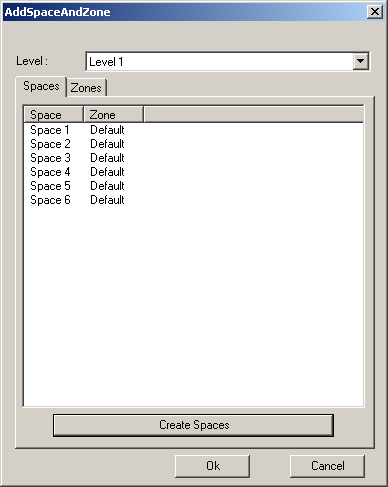 AddSpaceAndZone
Level : Level 1
Spaces Zones
Space Zone
Space 1 Default
Space 2 Default
Space 3 Default
Space 4 Default
Space 5 Default
Space 6 Default
Create Spaces
Ok Cancel